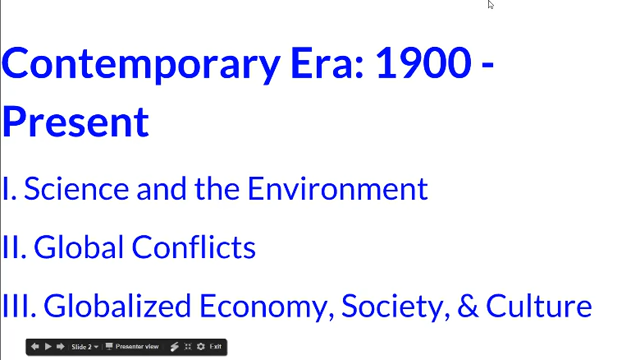 Contemporary Era: 1900 -
Present
I. Science and the Environment
II. Global Conflicts
III. Globalized Economy, Society, & Culture
Slide 2 Presenter view Exit